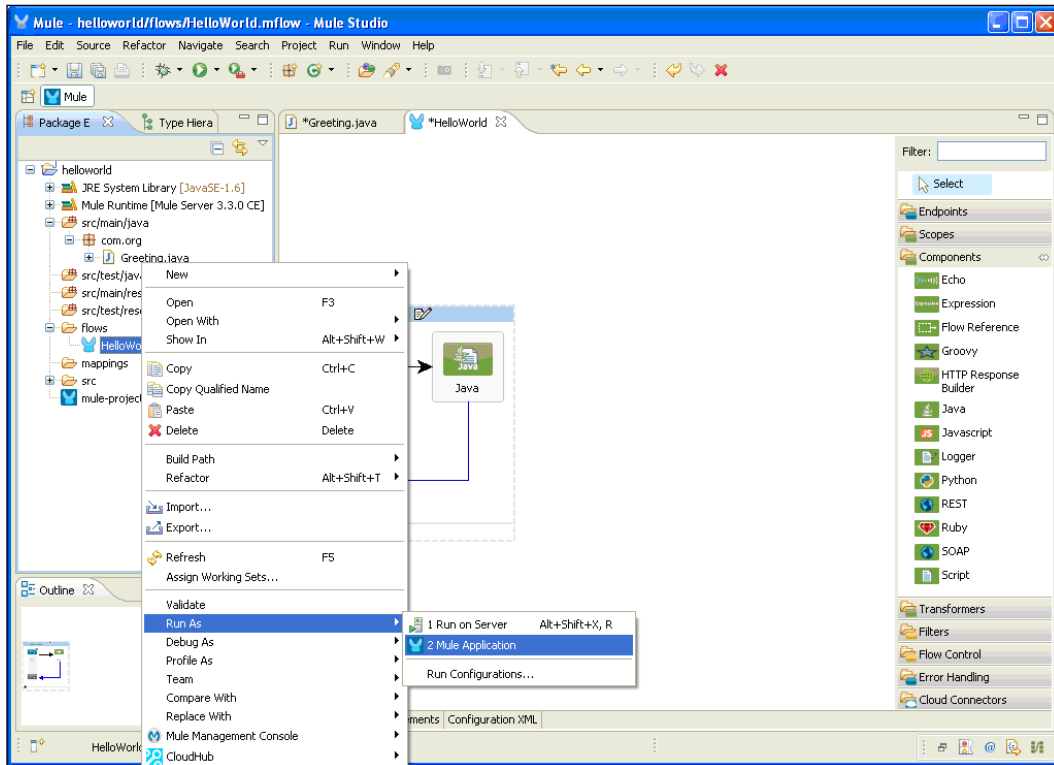 Mule - helloworld/flows/HelloWorld.mflow - Mule Studio
File Edit Source Refactor Navigate Search Project Run Window Help
Mule
Package E
Type Hiera
*Greeting.java
*HelloWorld
helloworld
JRE System Library [JavaSE-1.6]
Mule Runtime [Mule Server 3.3.0 CE]
src/main/java
com.org
Greeting.java
src/test/jav
src/main/res
src/test/reso
flows
HelloWo
mappings
src
mule-project
New
Open F3
Open With
Show In Alt+Shift+W
Copy Ctrl+C
Copy Qualified Name
Paste Ctrl+V
Delete Delete
Build Path
Refactor Alt+Shift+T
Import...
Export...
Refresh F5
Assign Working Sets...
Validate
Run As
Debug As
Profile As
Team
Compare With
Replace With
Mule Management Console
CloudHub
1 Run on Server Alt+Shift+X, R
2 Mule Application
Run Configurations...
Java
Java
Filter:
Select
Endpoints
Scopes
Components
Echo
Expression
Flow Reference
Groovy
HTTP Response
Builder
Java
JS Javascript
Logger
Python
REST
Ruby
SOAP
Script
Transformers
Filters
Flow Control
Error Handling
Cloud Connectors
Outline
ments Configuration XML
HelloWorld